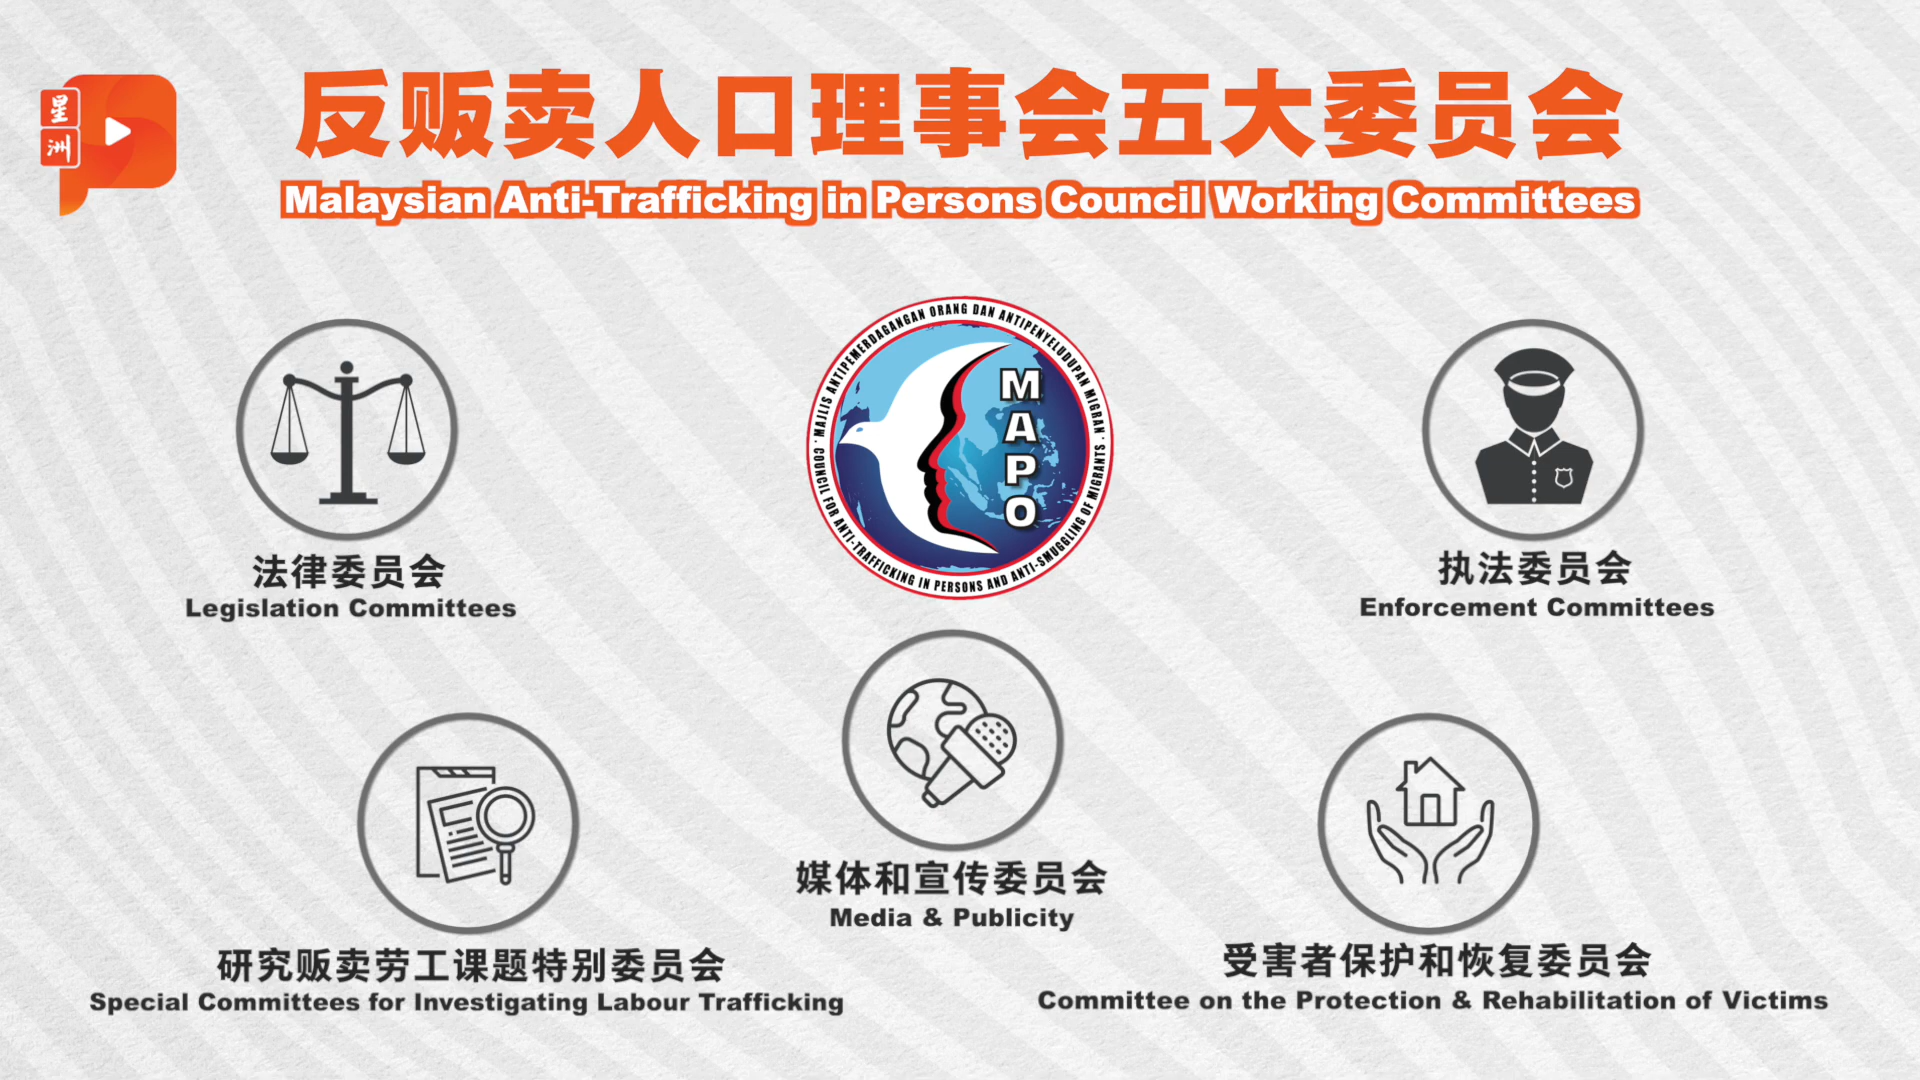 星洲
反贩卖人口理事会五大委员会
Malaysian Anti-Trafficking in Persons Council Working Committees
· MAJLIS ANTIPEMERDAGANGAN ORANG DAN ANTIPENYELUDUPAN MIGRAN ·
COUNCIL FOR ANTI-TRAFFICKING IN PERSONS AND ANTI-SMUGGLING OF MIGRANTS
MAPO
法律委员会
Legislation Committees
执法委员会
Enforcement Committees
媒体和宣传委员会
Media & Publicity
研究贩卖劳工课题特别委员会
Special Committees for Investigating Labour Trafficking
受害者保护和恢复委员会
Committee on the Protection & Rehabilitation of Victims